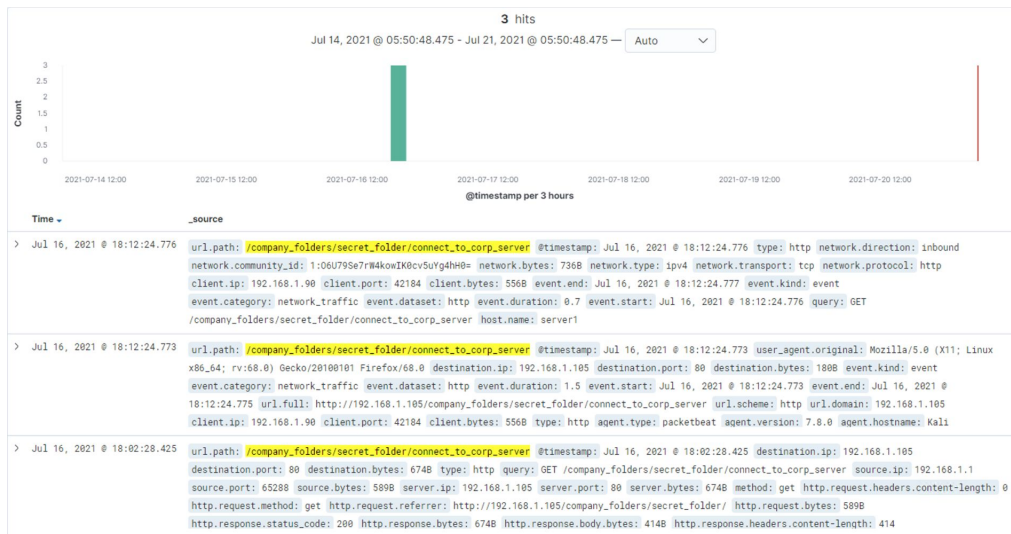 3 hits
Jul 14, 2021 @ 05:50:48.475 - Jul 21, 2021 @ 05:50:48.475 — Auto
3
2.5
2
1.5
1
0.5
0
Count
2021-07-14 12:00 2021-07-15 12:00 2021-07-16 12:00 2021-07-17 12:00 2021-07-18 12:00 2021-07-19 12:00 2021-07-20 12:00
@timestamp per 3 hours
Time _source
Jul 16, 2021 @ 18:12:24.776 url.path: /company_folders/secret_folder/connect_to_corp_server @timestamp: Jul 16, 2021 @ 18:12:24.776 type: http network.direction: inbound
network.community_id: 1:O6U79Se7rW4kowIK0cv5uYg4hH0= network.bytes: 736B network.type: ipv4 network.transport: tcp network.protocol: http
client.ip: 192.168.1.90 client.port: 42184 client.bytes: 556B event.end: Jul 16, 2021 @ 18:12:24.777 event.kind: event
event.category: network_traffic event.dataset: http event.duration: 0.7 event.start: Jul 16, 2021 @ 18:12:24.776 query: GET
/company_folders/secret_folder/connect_to_corp_server host.name: server1
Jul 16, 2021 @ 18:12:24.773 url.path: /company_folders/secret_folder/connect_to_corp_server @timestamp: Jul 16, 2021 @ 18:12:24.773 user_agent.original: Mozilla/5.0 (X11; Linux
x86_64; rv:68.0) Gecko/20100101 Firefox/68.0 destination.ip: 192.168.1.105 destination.port: 80 destination.bytes: 180B event.kind: event
event.category: network_traffic event.dataset: http event.duration: 1.5 event.start: Jul 16, 2021 @ 18:12:24.773 event.end: Jul 16, 2021 @
18:12:24.775 url.full: http://192.168.1.105/company_folders/secret_folder/connect_to_corp_server url.scheme: http url.domain: 192.168.1.105
client.ip: 192.168.1.90 client.port: 42184 client.bytes: 556B type: http agent.type: packetbeat agent.version: 7.8.0 agent.hostname: Kali
Jul 16, 2021 @ 18:02:28.425 url.path: /company_folders/secret_folder/connect_to_corp_server @timestamp: Jul 16, 2021 @ 18:02:28.425 destination.ip: 192.168.1.105
destination.port: 80 destination.bytes: 674B type: http query: GET /company_folders/secret_folder/connect_to_corp_server source.ip: 192.168.1.1
source.port: 65288 source.bytes: 589B server.ip: 192.168.1.105 server.port: 80 server.bytes: 674B method: get http.request.headers.content-length: 0
http.request.method: get http.request.referrer: http://192.168.1.105/company_folders/secret_folder/ http.request.bytes: 589B
http.response.status_code: 200 http.response.bytes: 674B http.response.body.bytes: 414B http.response.headers.content-length: 414